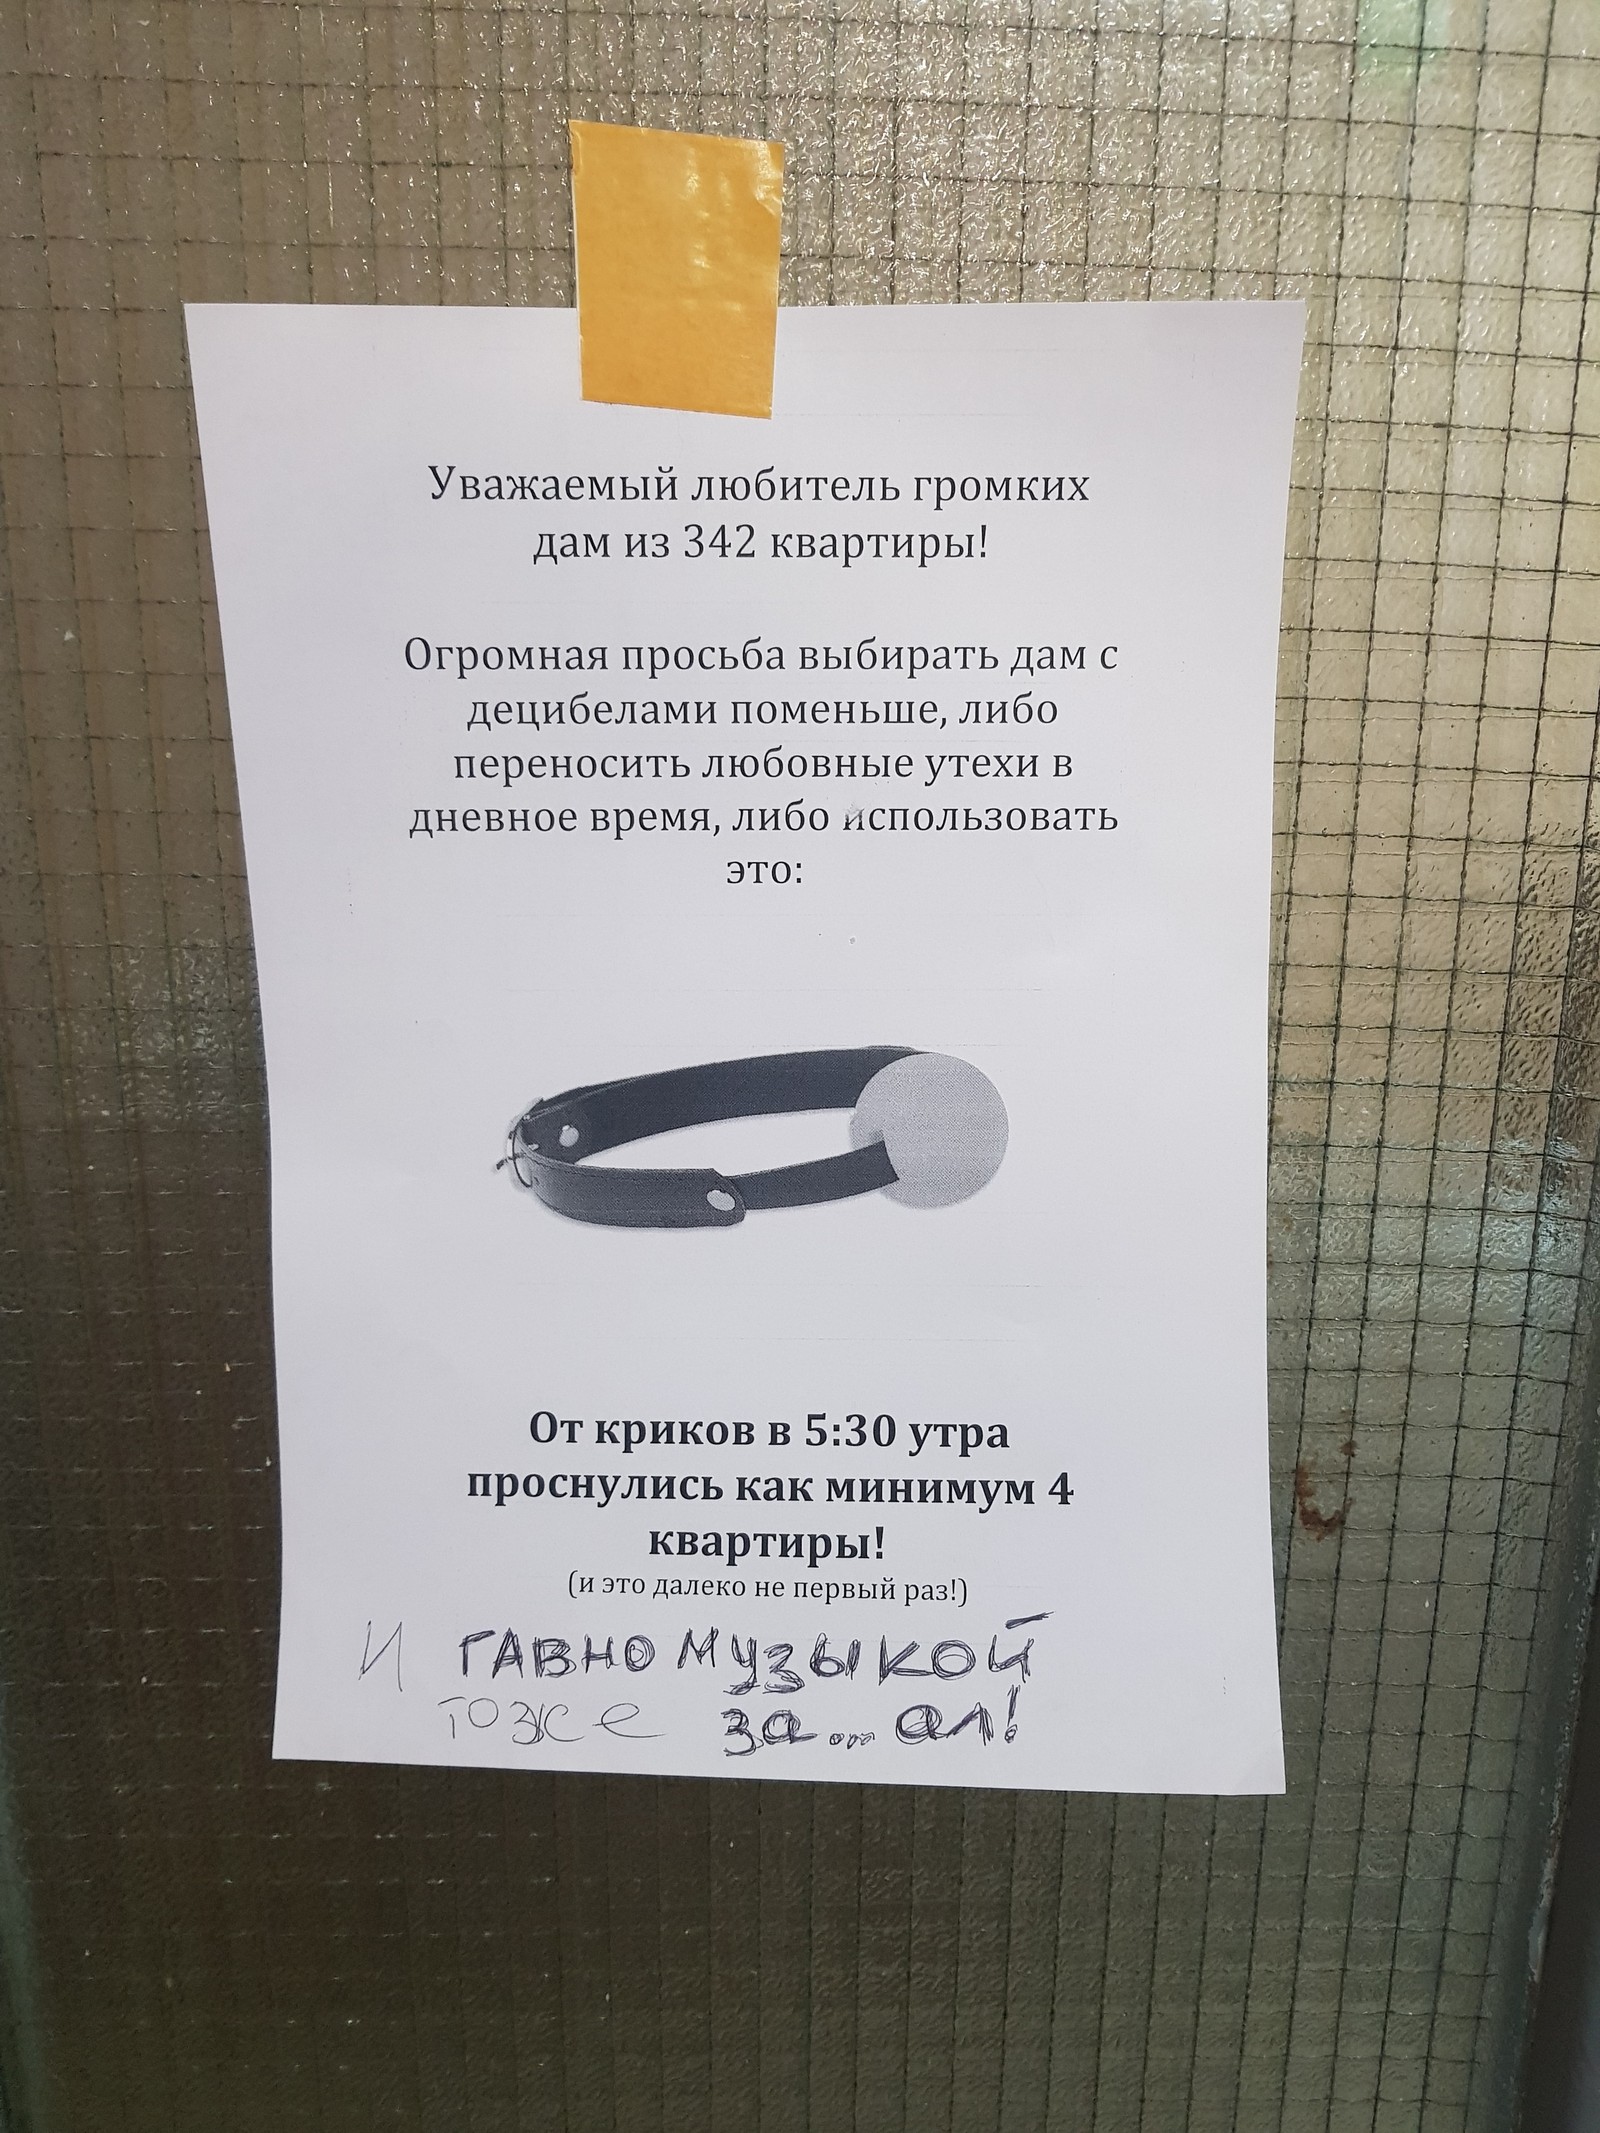 Уважаемый любитель громких
дам из 342 квартиры!
Огромная просьба выбирать дам с
децибелами поменьше, либо
переносить любовные утехи в
дневное время, либо использовать
это:
От криков в 5:30 утра
проснулись как минимум 4
квартиры!
(и это далеко не первый раз!)
И ГАВНО МУЗЫКОЙ
тоже за...ал!